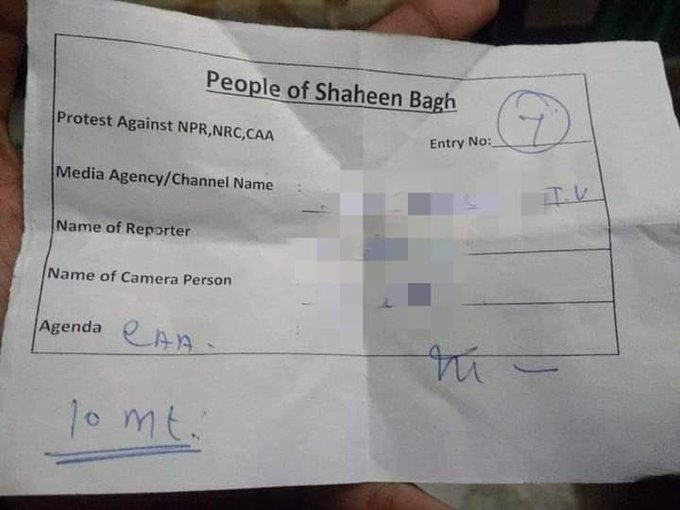 People of Shaheen Bagh
Protest Against NPR,NRC,CAA
Entry No: 7
Media Agency/Channel Name : T.V
Name of Reporter
Name of Camera Person :
Agenda : CAA.
10 Mt.